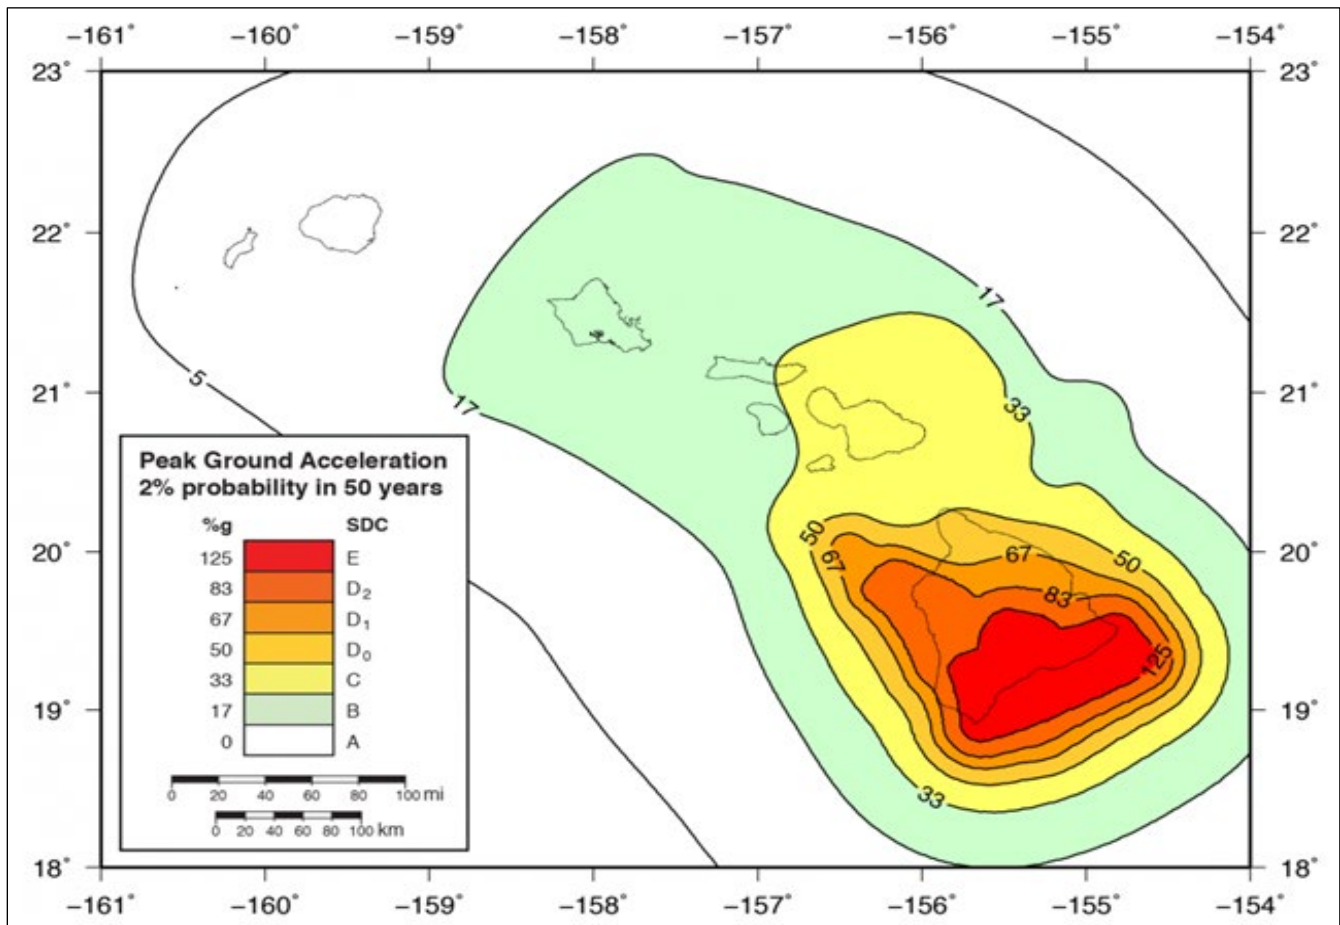 −161° −160° −159° −158° −157° −156° −155° −154°
23° 23°
22° 22°
17
21° 21°
5
17
33
Peak Ground Acceleration
2% probability in 50 years
%g SDC
125 E
83 D2
67 D1
50 D0
33 C
17 B
0 A
0 20 40 60 80 100 mi
0 20 40 60 80 100 km
50 67 50
20° 20°
67
83
125
19° 19°
33
18° 18°
−161° −160° −159° −158° −157° −156° −155° −154°